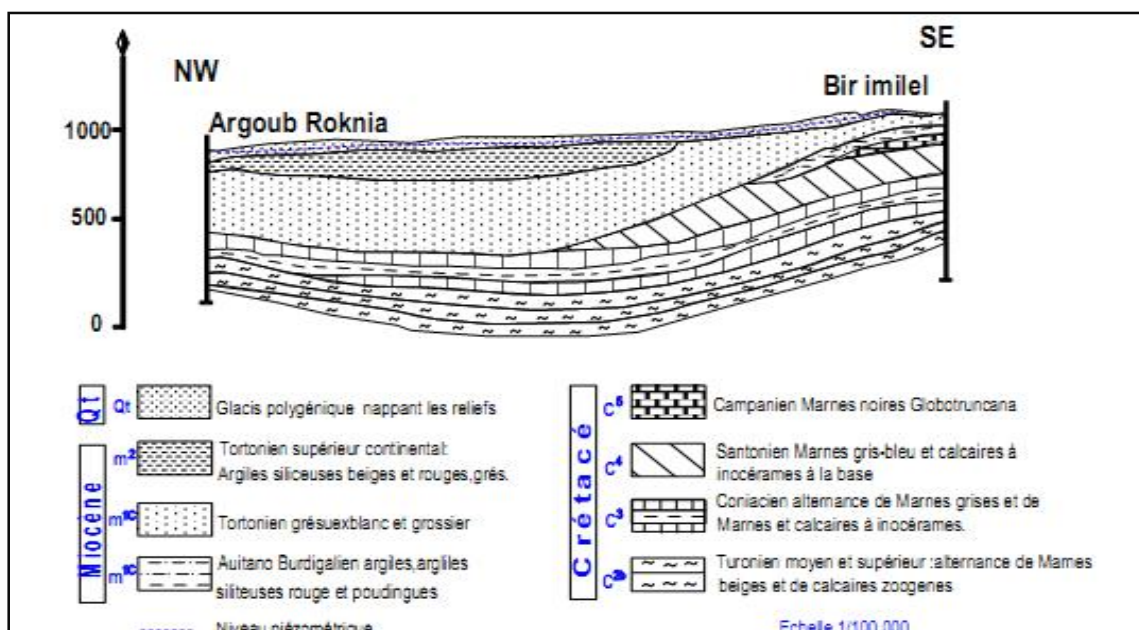 NW
SE
Argoub Roknia
Bir imilel
1000
500
0
Qt
Qt
Glacis polygénique nappant les reliefs
Miocène
m²
Tortonien supérieur continental:
Argiles siliceuses beiges et rouges,grés.
Tortonien grésuexblanc et grossier
Auitano Burdigalien argiles,argliles
siliteuses rouge et poudingues
Niveau piézométrique
Crétacé
C⁵
Campanien Marnes noires Globotruncana
C⁴
Santonien Marnes gris-bleu et calcaires à
inocérames à la base
C³
Coniacien alternance de Marnes grises et de
Marnes et calcaires à inocérames.
Turonien moyen et supérieur :alternance de Marnes
beiges et de calcaires zoogenes
Echelle 1/100 000